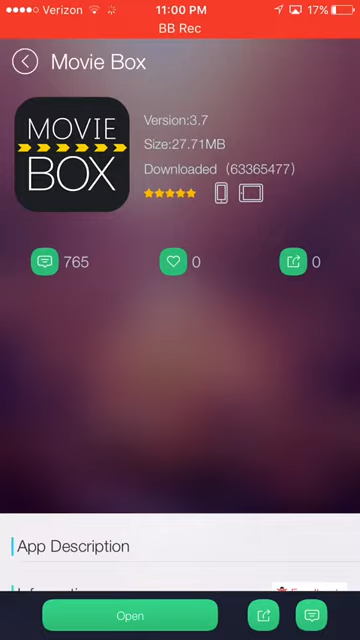 Verizon 11:00 PM 17%
BB Rec
Movie Box
MOVIE
BOX
Version:3.7
Size:27.71MB
Downloaded (63365477)
765 0 0
App Description
Open